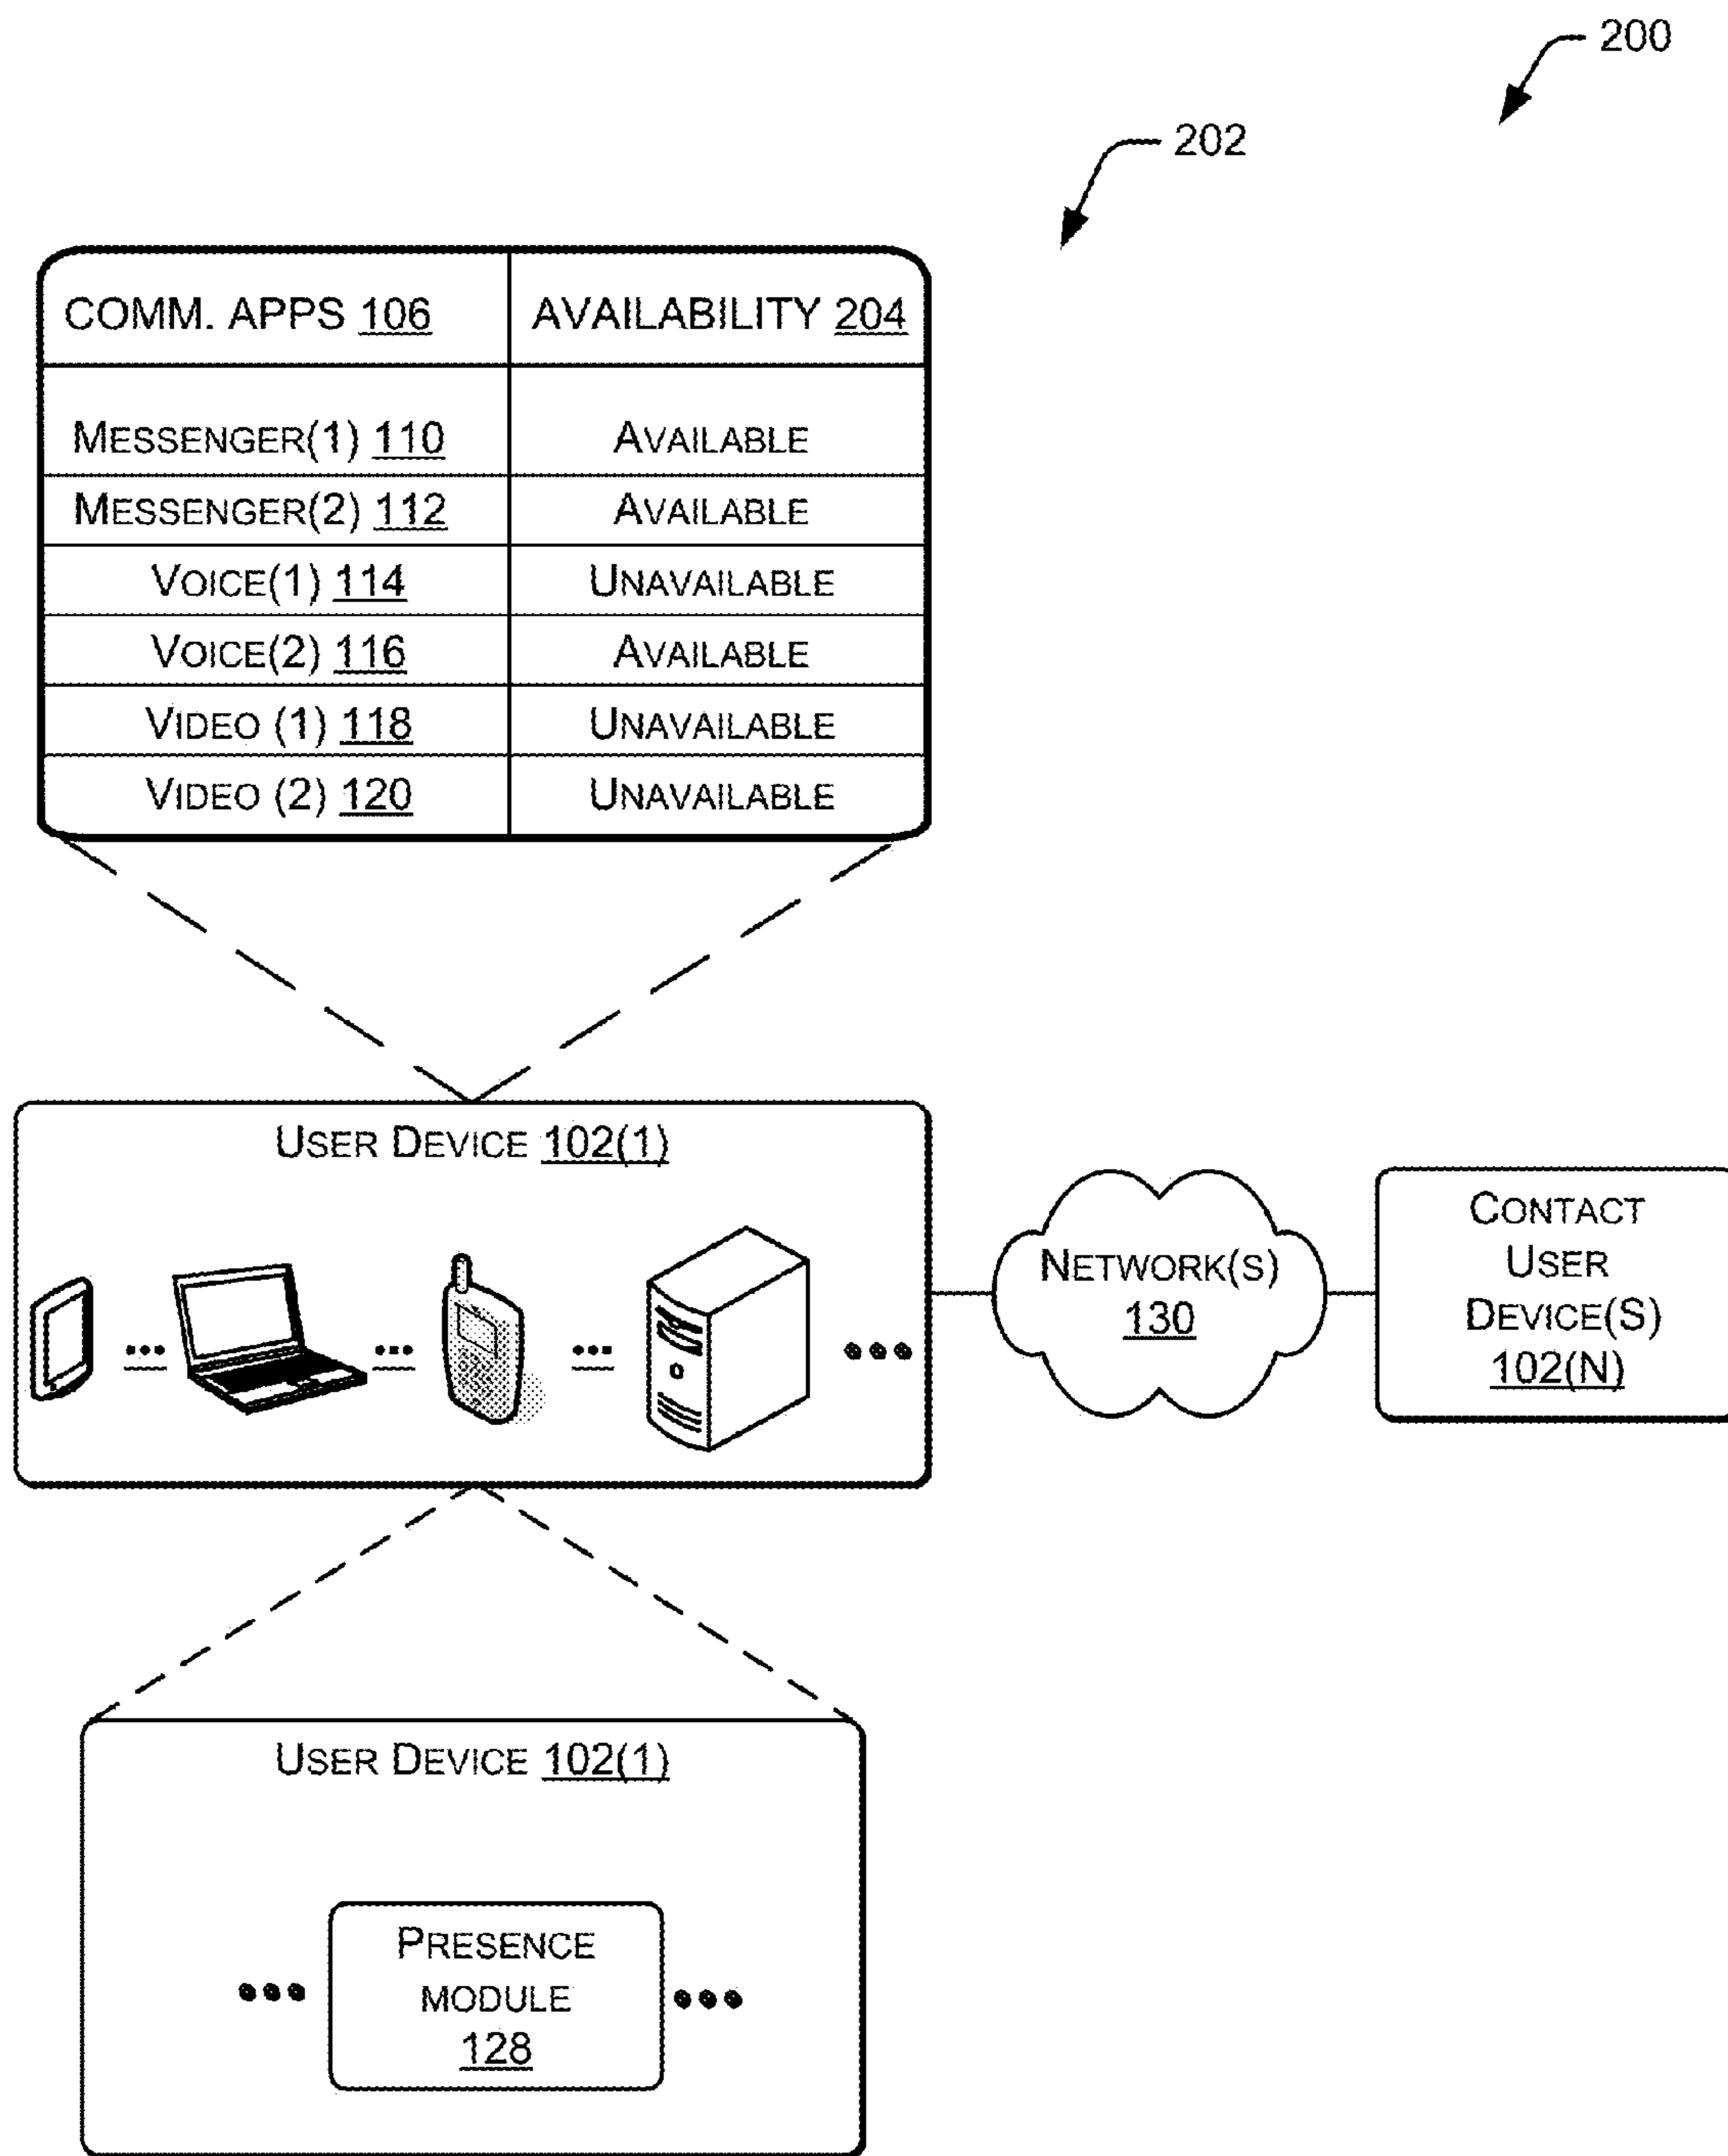 200
202
COMM. APPS 106 AVAILABILITY 204
MESSENGER(1) 110 AVAILABLE
MESSENGER(2) 112 AVAILABLE
VOICE(1) 114 UNAVAILABLE
VOICE(2) 116 AVAILABLE
VIDEO (1) 118 UNAVAILABLE
VIDEO (2) 120 UNAVAILABLE
USER DEVICE 102(1)
NETWORK(S)
130
CONTACT
USER
DEVICE(S)
102(N)
USER DEVICE 102(1)
PRESENCE
MODULE
128